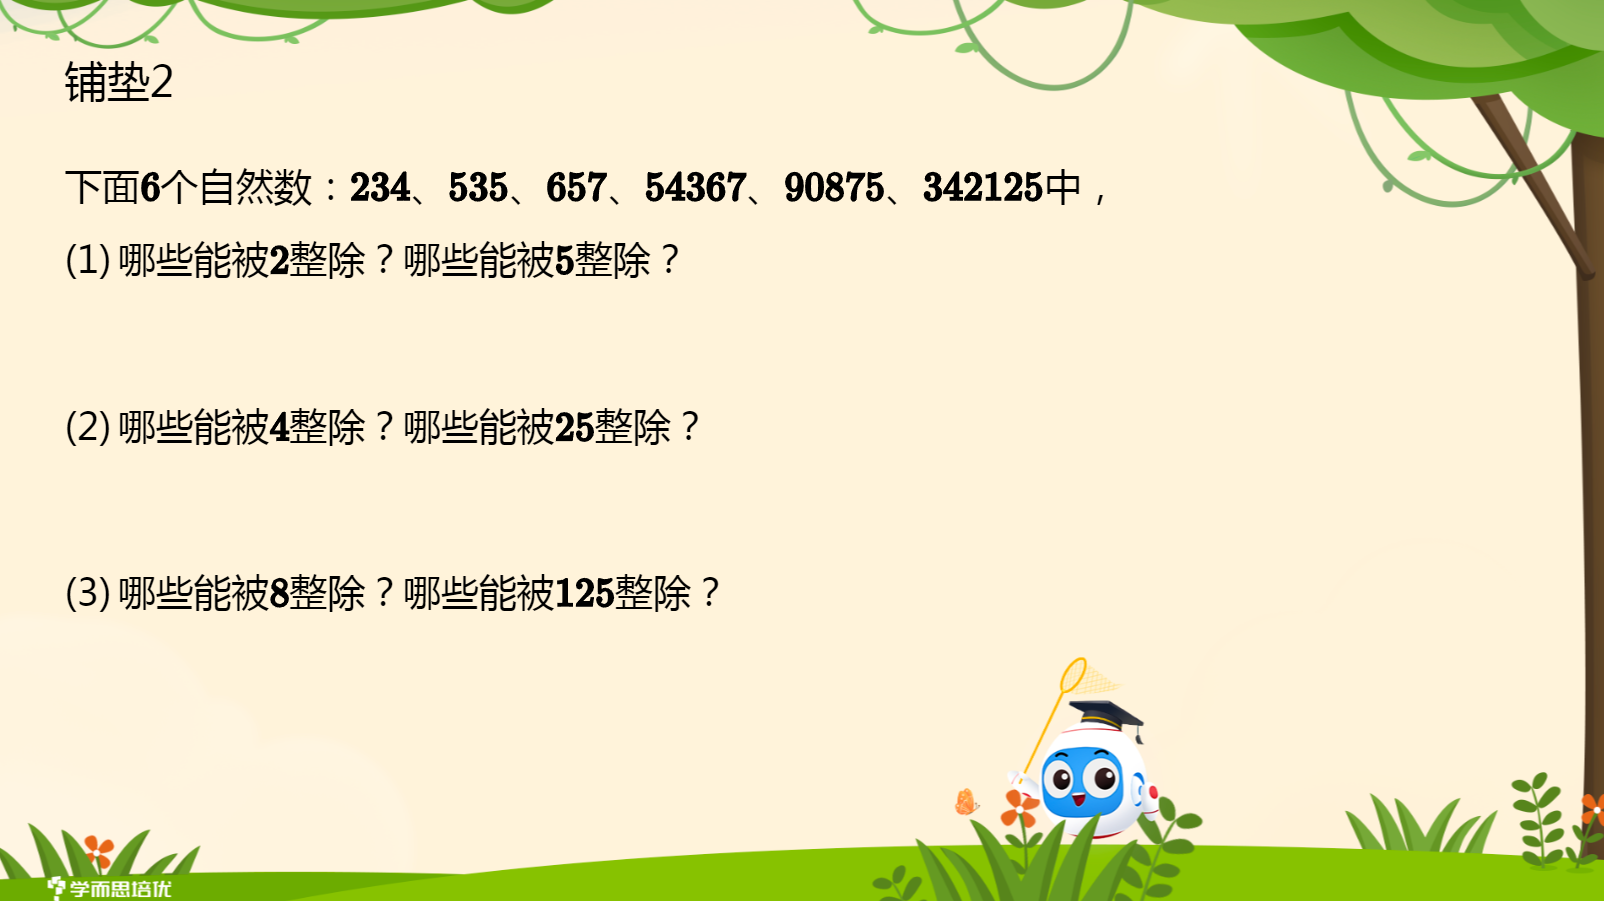 铺垫2
下面6个自然数：234、535、657、54367、90875、342125中，
(1) 哪些能被2整除？哪些能被5整除？
(2) 哪些能被4整除？哪些能被25整除？
(3) 哪些能被8整除？哪些能被125整除？
学而思培优